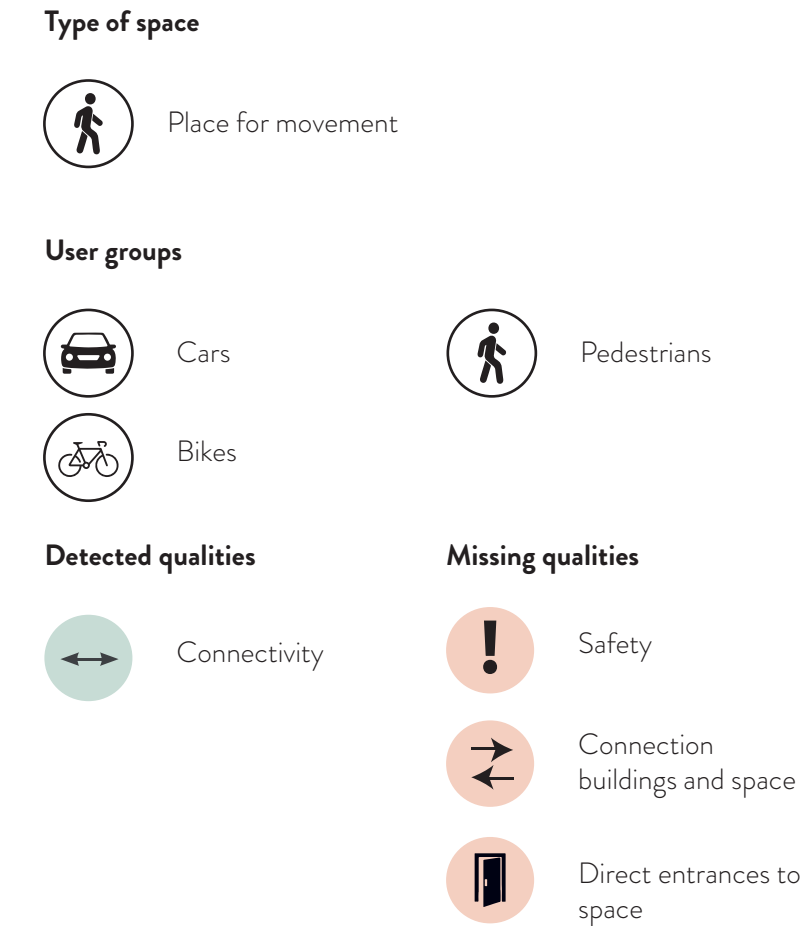 Type of space
Place for movement
User groups
Cars
Pedestrians
Bikes
Detected qualities
Connectivity
Missing qualities
Safety
Connection
buildings and space
Direct entrances to
space